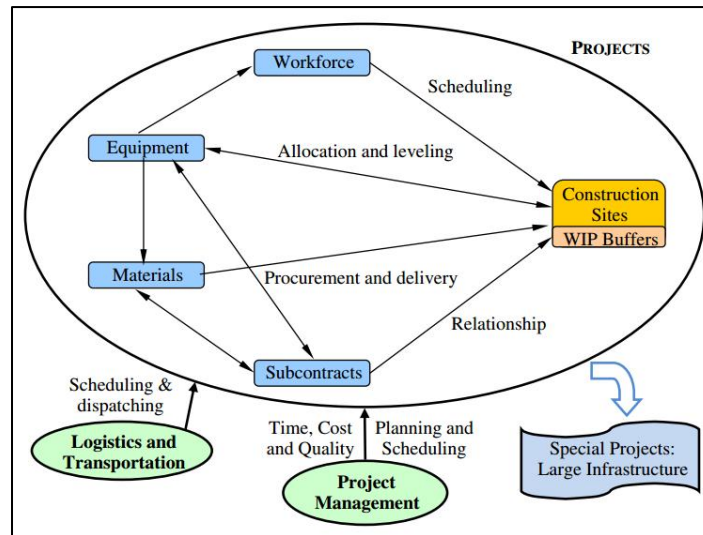 PROJECTS
Workforce
Scheduling
Equipment
Allocation and leveling
Construction
Sites
WIP Buffers
Materials
Procurement and delivery
Relationship
Subcontracts
Scheduling &
dispatching
Logistics and
Transportation
Time, Cost
and Quality
Planning and
Scheduling
Project
Management
Special Projects:
Large Infrastructure